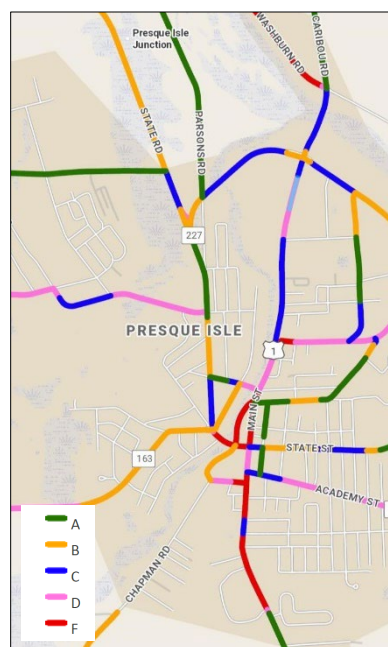 Presque Isle
Junction
WASHBURN RD
CARIBOU RD
STATE RD
PARSONS RD
227
PRESQUE ISLE
1
MAIN ST
STATE ST
163
ACADEMY ST
CHAPMAN RD
A
B
C
D
F